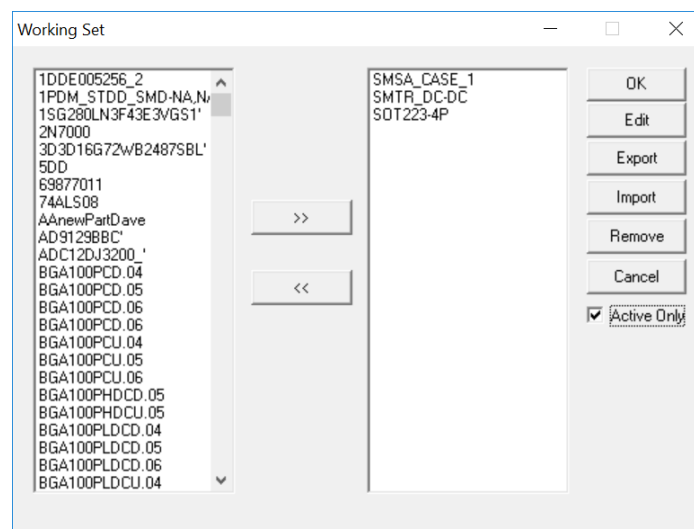 Working Set
1DDE005256_2
1PDM_STDD_SMD-NA,N
1SG280LN3F43E3VGS1'
2N7000
3D3D16G72WB2487SBL'
5DD
69877011
74ALS08
AAnewPartDave
AD9129BBC'
ADC12DJ3200_'
BGA100PCD.04
BGA100PCD.05
BGA100PCD.06
BGA100PCD.06
BGA100PCU.04
BGA100PCU.05
BGA100PCU.06
BGA100PHDCD.05
BGA100PHDCU.05
BGA100PLDCD.04
BGA100PLDCD.05
BGA100PLDCD.06
BGA100PLDCU.04
>>
<<
SMSA_CASE_1
SMTR_DC-DC
SOT223-4P
OK
Edit
Export
Import
Remove
Cancel
Active Only